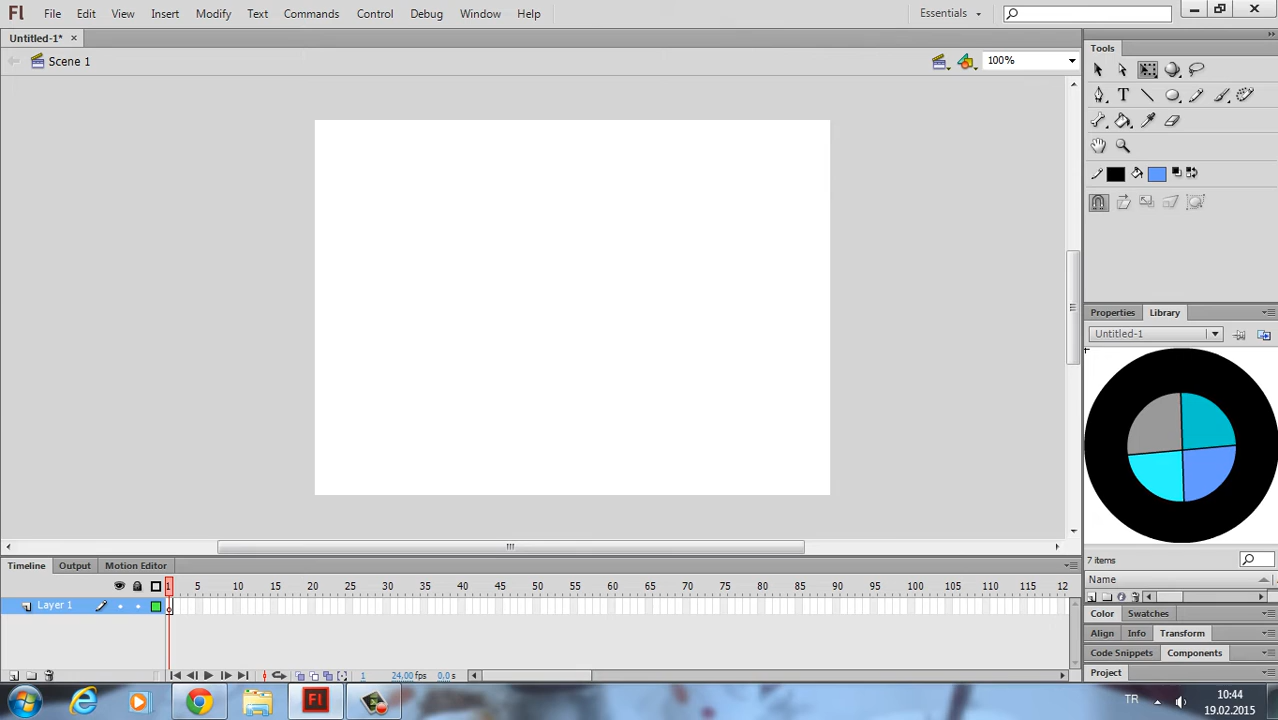 Fl File Edit View Insert Modify Text Commands Control Debug Window Help Essentials
Untitled-1*
Scene 1 100%
Tools
T
Properties Library
Untitled-1
7 items
Name
Color Swatches
Align Info Transform
Code Snippets Components
Project
Timeline Output Motion Editor
1 5 10 15 20 25 30 35 40 45 50 55 60 65 70 75 80 85 90 95 100 105 110 115 12
Layer 1
1 24,00 fps 0,0 s
Fl TR 10:44
19.02.2015